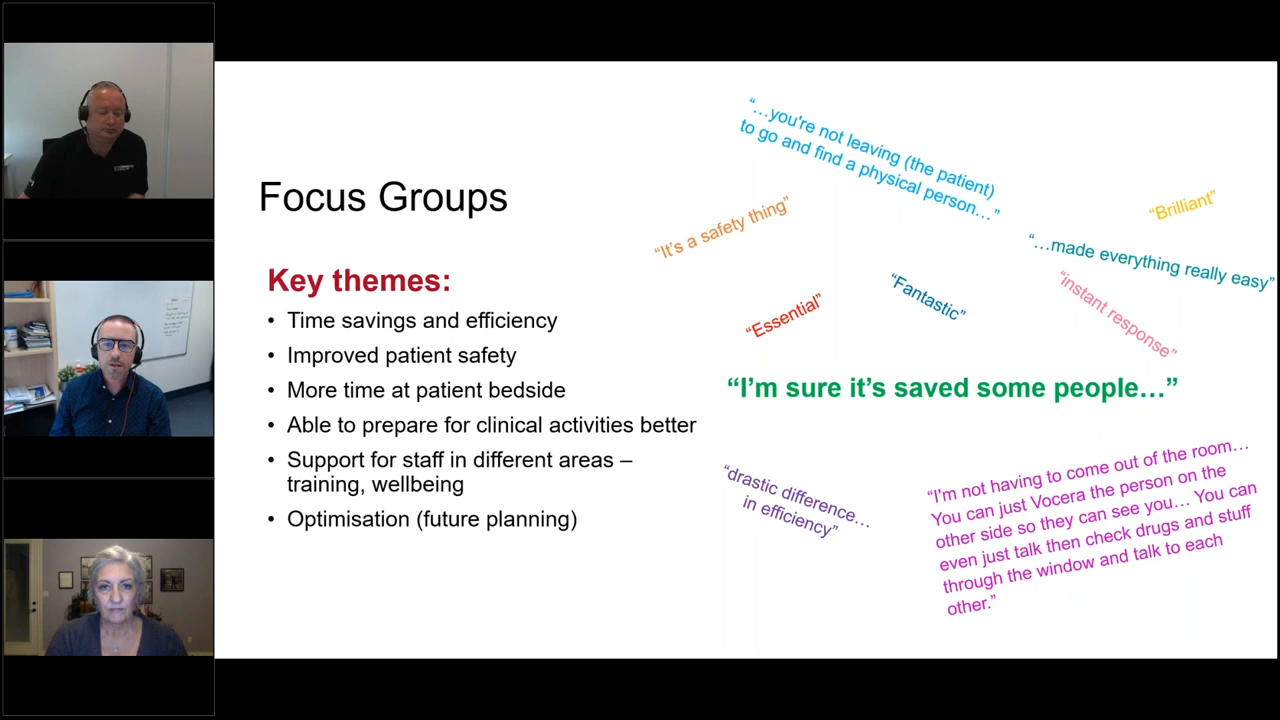 Focus Groups
Key themes:
• Time savings and efficiency
• Improved patient safety
• More time at patient bedside
• Able to prepare for clinical activities better
• Support for staff in different areas –
training, wellbeing
• Optimisation (future planning)
“…you're not leaving (the patient)
to go and find a physical person…”
“It’s a safety thing”
“Brilliant”
“…made everything really easy”
“Essential”
“Fantastic”
“instant response”
“I’m sure it’s saved some people…”
“drastic difference…
in efficiency”
“I'm not having to come out of the room…
You can just Vocera the person on the
other side so they can see you… You can
even just talk then check drugs and stuff
through the window and talk to each
other.”